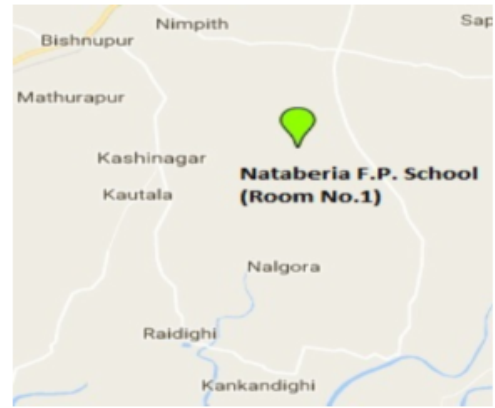 Nimpith
Sap
Bishnupur
Mathurapur
Kashinagar
Nataberia F.P. School
(Room No.1)
Kautala
Nalgora
Raidighi
Kankandighi